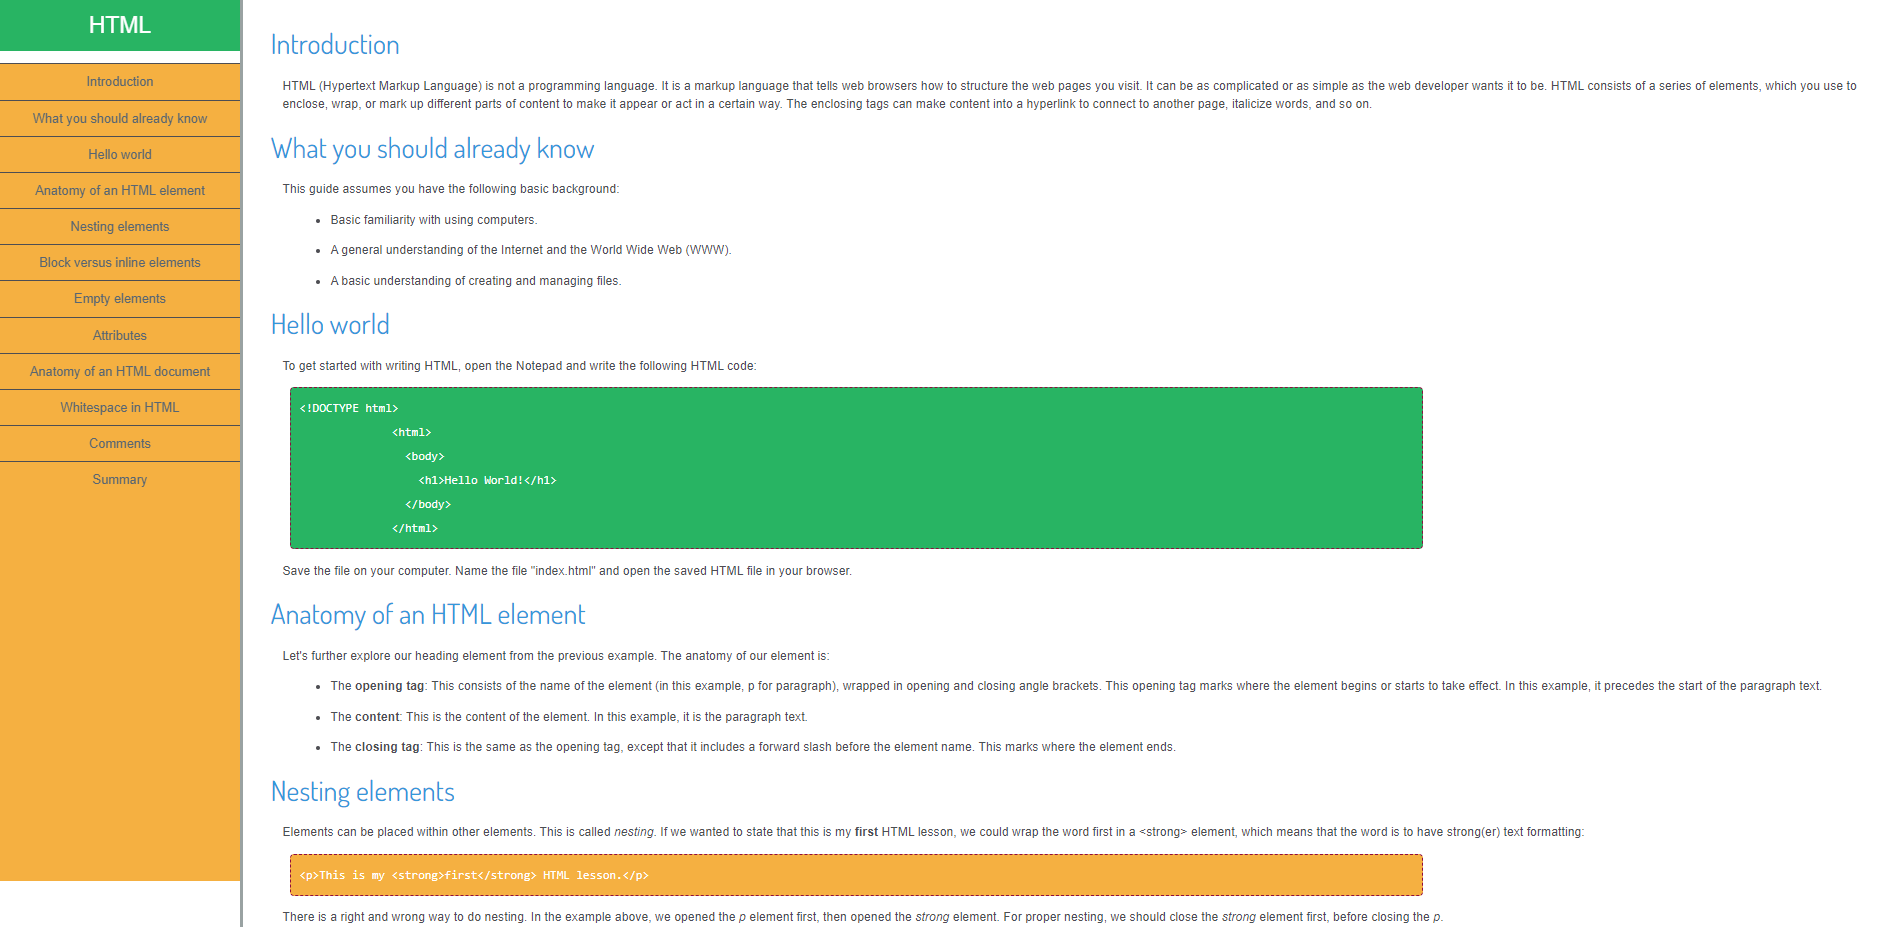 HTML
Introduction
What you should already know
Hello world
Anatomy of an HTML element
Nesting elements
Block versus inline elements
Empty elements
Attributes
Anatomy of an HTML document
Whitespace in HTML
Comments
Summary
Introduction
HTML (Hypertext Markup Language) is not a programming language. It is a markup language that tells web browsers how to structure the web pages you visit. It can be as complicated or as simple as the web developer wants it to be. HTML consists of a series of elements, which you use to
enclose, wrap, or mark up different parts of content to make it appear or act in a certain way. The enclosing tags can make content into a hyperlink to connect to another page, italicize words, and so on.
What you should already know
This guide assumes you have the following basic background:
• Basic familiarity with using computers.
• A general understanding of the Internet and the World Wide Web (WWW).
• A basic understanding of creating and managing files.
Hello world
To get started with writing HTML, open the Notepad and write the following HTML code:
<!DOCTYPE html>
<html>
<body>
<h1>Hello World!</h1>
</body>
</html>
Save the file on your computer. Name the file "index.html" and open the saved HTML file in your browser.
Anatomy of an HTML element
Let's further explore our heading element from the previous example. The anatomy of our element is:
• The opening tag: This consists of the name of the element (in this example, p for paragraph), wrapped in opening and closing angle brackets. This opening tag marks where the element begins or starts to take effect. In this example, it precedes the start of the paragraph text.
• The content: This is the content of the element. In this example, it is the paragraph text.
• The closing tag: This is the same as the opening tag, except that it includes a forward slash before the element name. This marks where the element ends.
Nesting elements
Elements can be placed within other elements. This is called nesting. If we wanted to state that this is my first HTML lesson, we could wrap the word first in a <strong> element, which means that the word is to have strong(er) text formatting:
<p>This is my <strong>first</strong> HTML lesson.</p>
There is a right and wrong way to do nesting. In the example above, we opened the p element first, then opened the strong element. For proper nesting, we should close the strong element first, before closing the p.